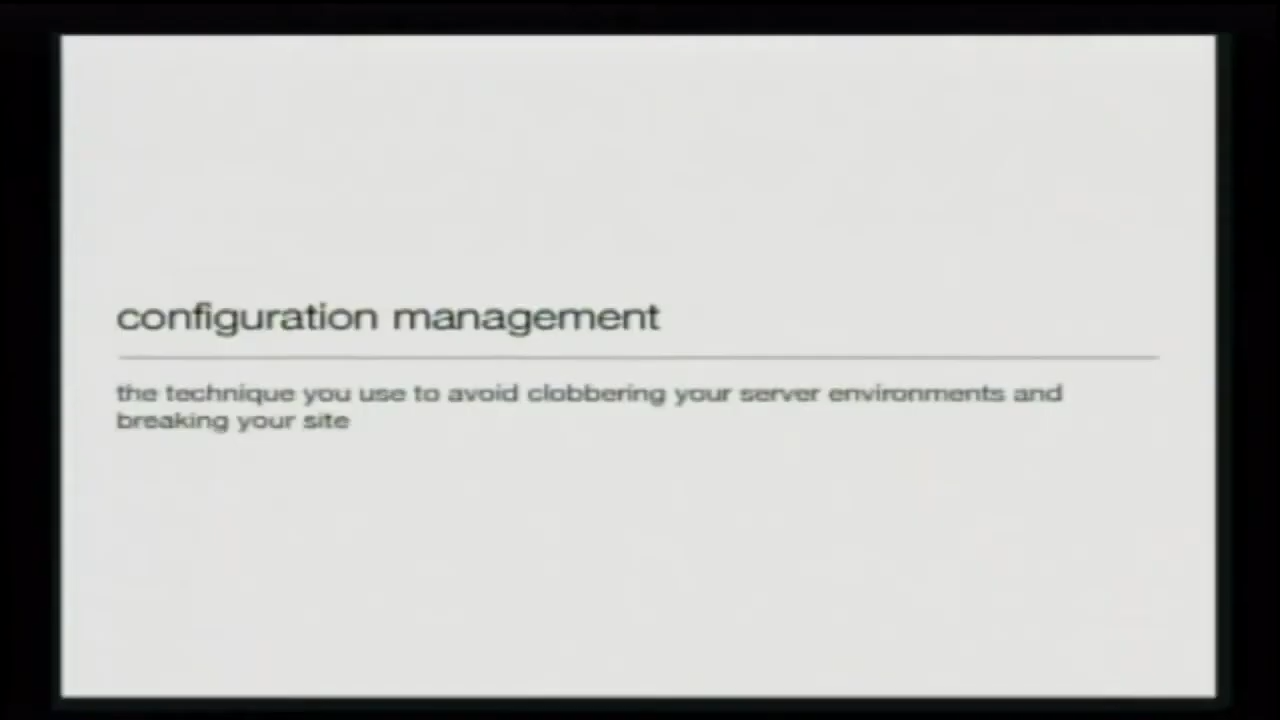 configuration management
the technique you use to avoid clobbering your server environments and
breaking your site